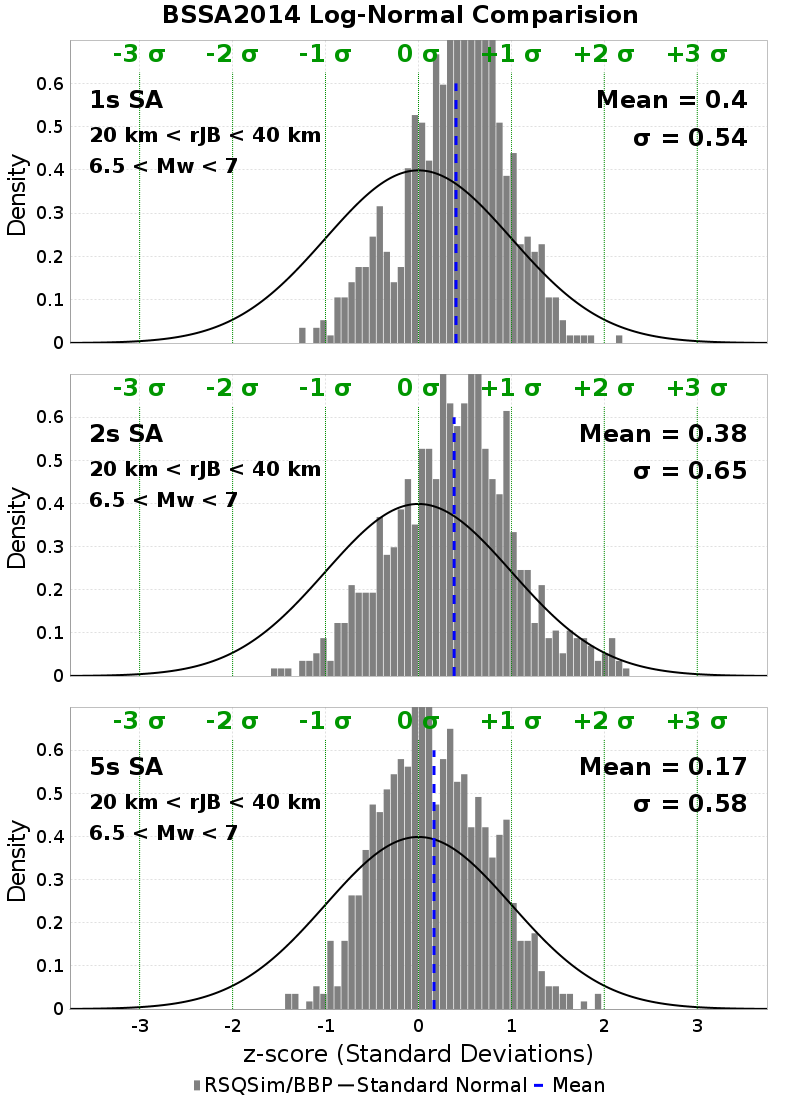 BSSA2014 Log-Normal Comparision
-3 σ -2 σ -1 σ 0 σ +1 σ +2 σ +3 σ
0.6
1s SA Mean = 0.4
0.5
20 km < rJB < 40 km σ = 0.54
0.4
6.5 < Mw < 7
Density
0.3
0.2
0.1
0
-3 σ -2 σ -1 σ 0 σ +1 σ +2 σ +3 σ
0.6
2s SA Mean = 0.38
0.5
20 km < rJB < 40 km σ = 0.65
0.4
6.5 < Mw < 7
Density
0.3
0.2
0.1
0
-3 σ -2 σ -1 σ 0 σ +1 σ +2 σ +3 σ
0.6
5s SA Mean = 0.17
0.5
20 km < rJB < 40 km σ = 0.58
0.4
6.5 < Mw < 7
Density
0.3
0.2
0.1
0
-3 -2 -1 0 1 2 3
z-score (Standard Deviations)
RSQSim/BBP Standard Normal Mean